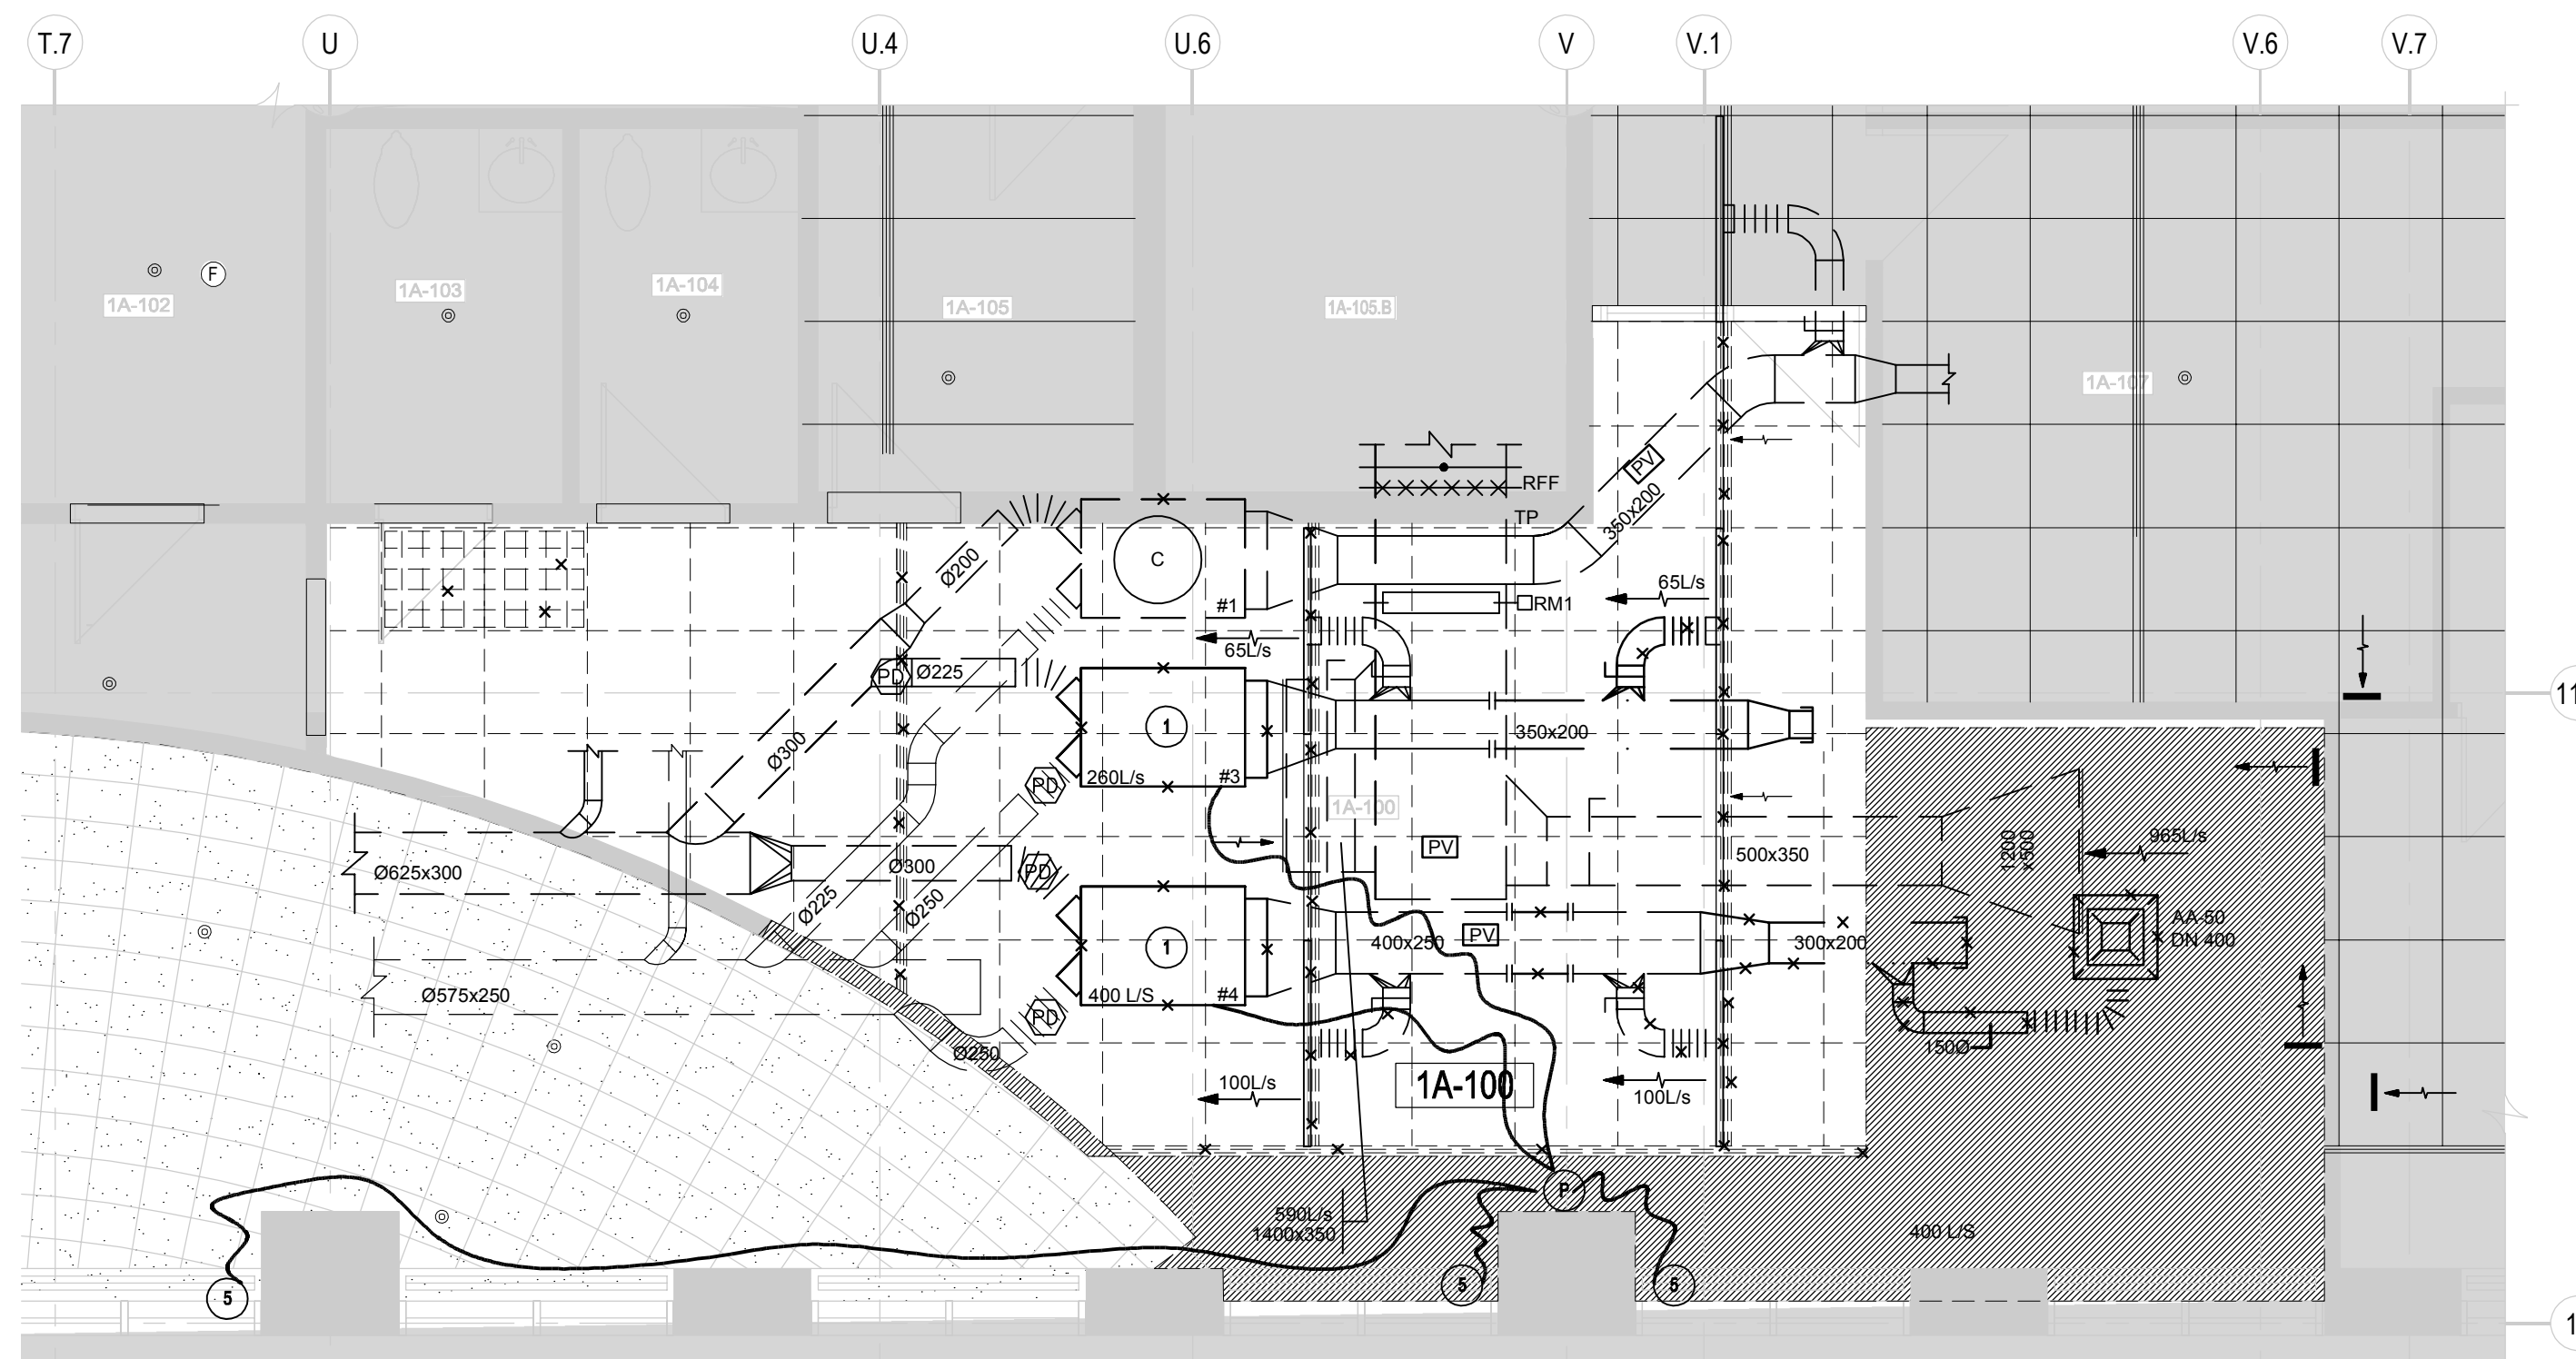 T.7 U U.4 U.6 V V.1 V.6 V.7
F
1A-102
1A-103
1A-104
1A-105
1A-105.B
1A-107
PV
350x200
RFF
TP
Ø200
C
#1
RM1
65L/s
65L/s
PD
Ø225
11
Ø300
1
260L/s
#3
350x200
PD
1A-100
PV
500x350
1200
x500
965L/s
Ø625x300
Ø300
PD
Ø225
Ø250
1
400x250
PV
300x200
AA-50
DN 400
Ø575x250
400 L/S
#4
PD
Ø250
150Ø
100L/s
1A-100
100L/s
P
590L/s
1400x350
400 L/S
5
5
5
1